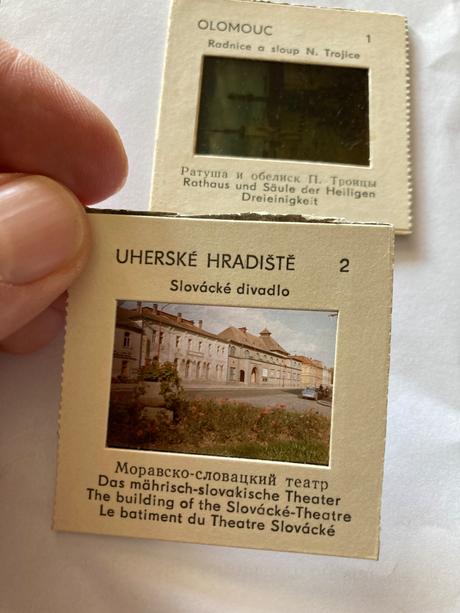 OLOMOUC 1
Radnice a sloup N. Trojice
Ратуша и обелиск П. Троицы
Rathaus und Säule der Heiligen
Dreieinigkeit
UHERSKÉ HRADIŠTĚ 2
Slovácké divadlo
Моравско-словацкий театр
Das mährisch-slovakische Theater
The building of the Slovácké-Theatre
Le batiment du Theatre Slovácké